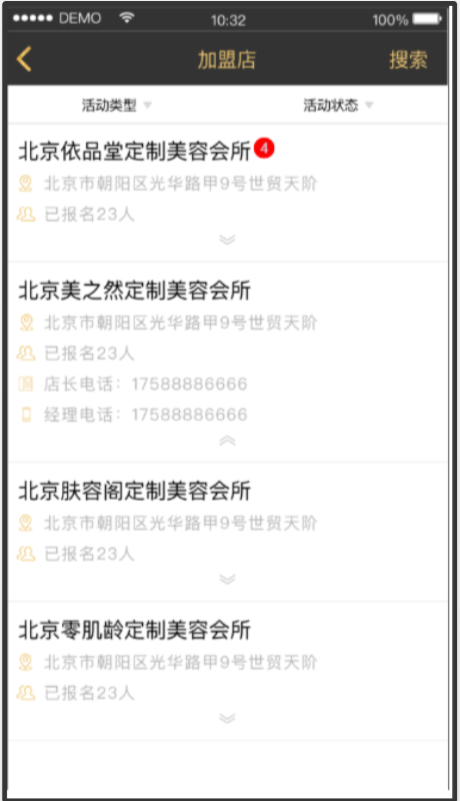 DEMO 10:32 100%
加盟店 搜索
活动类型 活动状态
北京依品堂定制美容会所 4
北京市朝阳区光华路甲9号世贸天阶
已报名23人
北京美之然定制美容会所
北京市朝阳区光华路甲9号世贸天阶
已报名23人
店长电话：17588886666
经理电话：17588886666
北京肤容阁定制美容会所
北京市朝阳区光华路甲9号世贸天阶
已报名23人
北京零肌龄定制美容会所
北京市朝阳区光华路甲9号世贸天阶
已报名23人